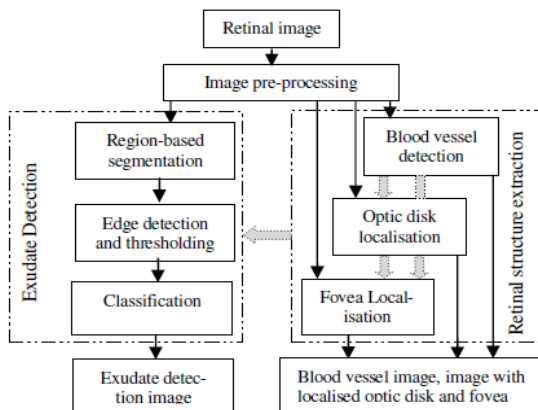 Retinal image
Image pre-processing
Exudate Detection
Region-based
segmentation
Edge detection
and thresholding
Classification
Exudate detec-
tion image
Blood vessel
detection
Optic disk
localisation
Fovea Local-
isation
Retinal structure extraction
Blood vessel image, image with
localised optic disk and fovea